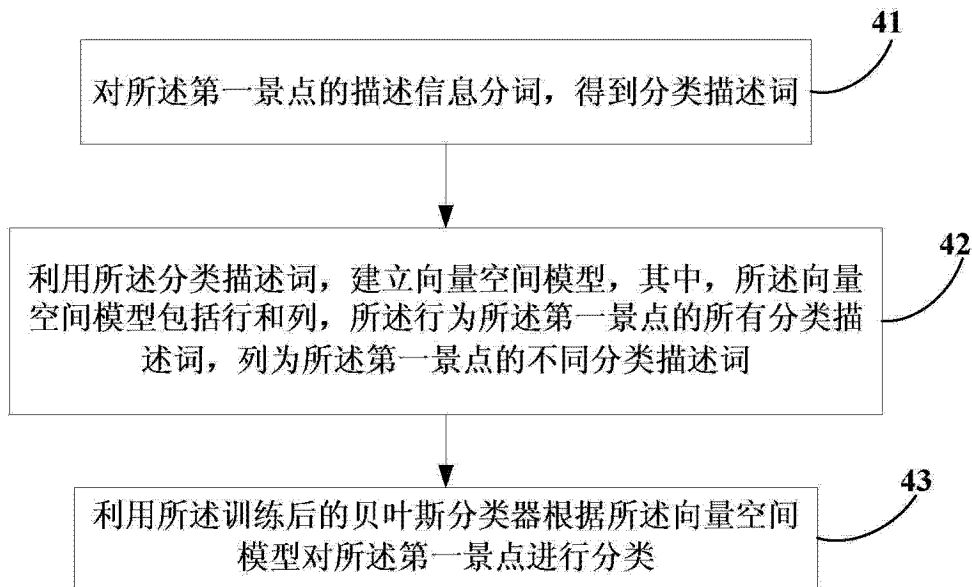 41
对所述第一景点的描述信息分词，得到分类描述词
42
利用所述分类描述词，建立向量空间模型，其中，所述向量
空间模型包括行和列，所述行为所述第一景点的所有分类描
述词，列为所述第一景点的不同分类描述词
43
利用所述训练后的贝叶斯分类器根据所述向量空间
模型对所述第一景点进行分类